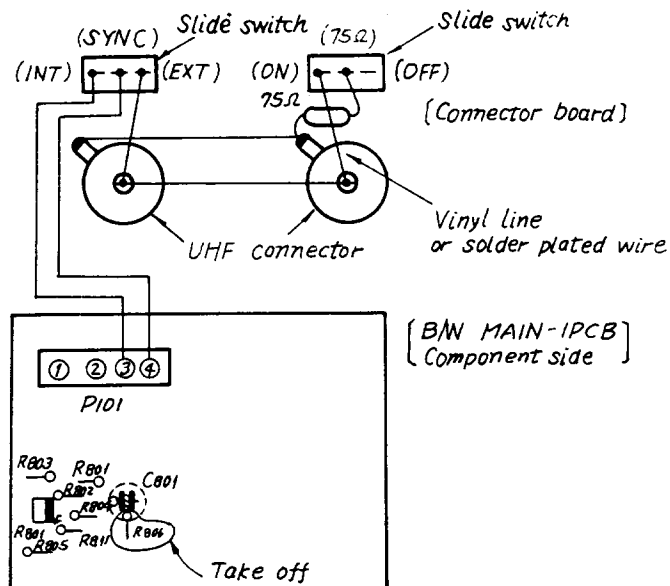 Slide switch
(SYNC)
Slide switch
(75Ω)
(INT)
(EXT)
(ON)
(OFF)
75Ω
[Connector board]
UHF connector
Vinyl line
or solder plated wire
[B/W MAIN-1PCB]
Component side
1 2 3 4
P101
R803
R801
C801
R802
R804
R801
R805
R811
R806
Take off